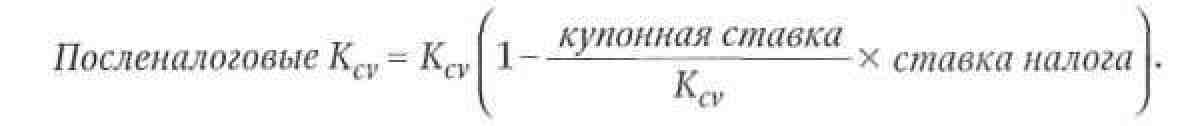 Посленалоговые K_cv = K_cv (1 − купонная ставка / K_cv × ставка налога).